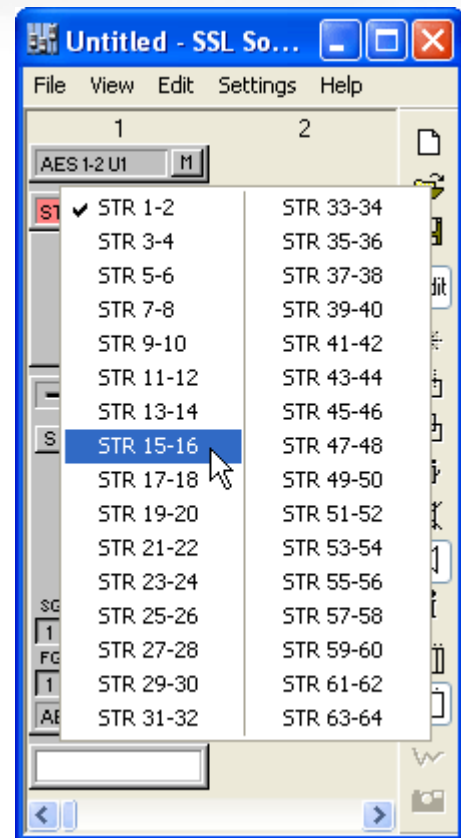 Untitled - SSL So...
File View Edit Settings Help
1 2
AES 1-2 U1 M
STR 1-2 STR 33-34
STR 3-4 STR 35-36
STR 5-6 STR 37-38
STR 7-8 STR 39-40
STR 9-10 STR 41-42
STR 11-12 STR 43-44
STR 13-14 STR 45-46
STR 15-16 STR 47-48
STR 17-18 STR 49-50
STR 19-20 STR 51-52
STR 21-22 STR 53-54
STR 23-24 STR 55-56
STR 25-26 STR 57-58
STR 27-28 STR 59-60
STR 29-30 STR 61-62
STR 31-32 STR 63-64
S
1
1